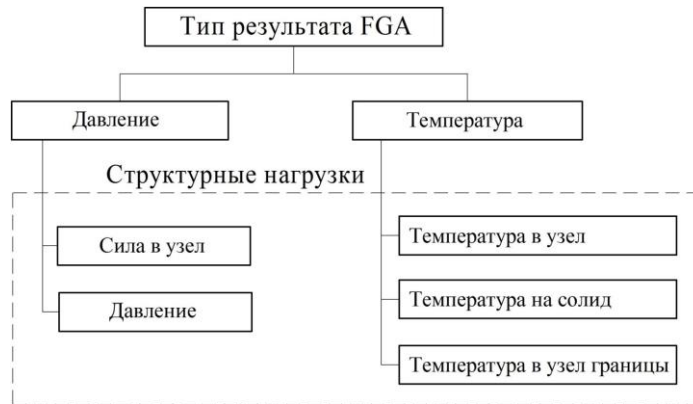 Тип результата FGA
Давление
Температура
Структурные нагрузки
Сила в узел
Давление
Температура в узел
Температура на солид
Температура в узел границы